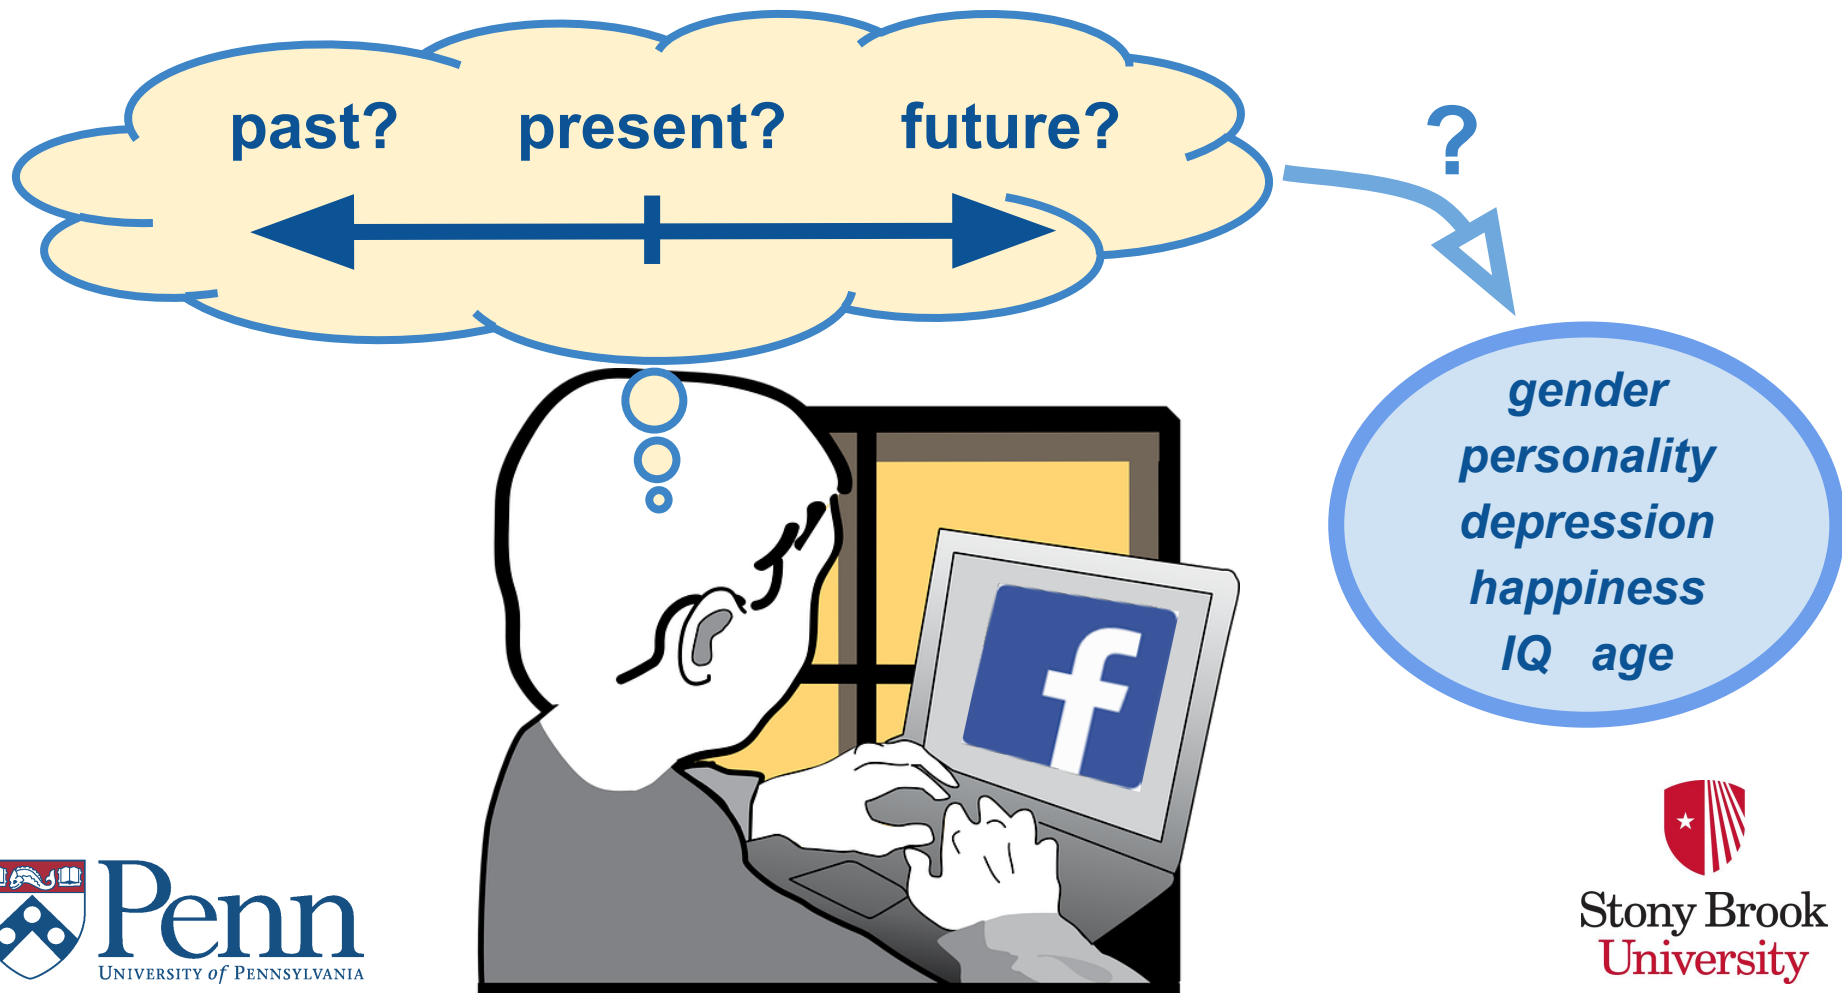 past? present? future?
?
gender
personality
depression
happiness
IQ age
f
Penn
UNIVERSITY of PENNSYLVANIA
Stony Brook
University